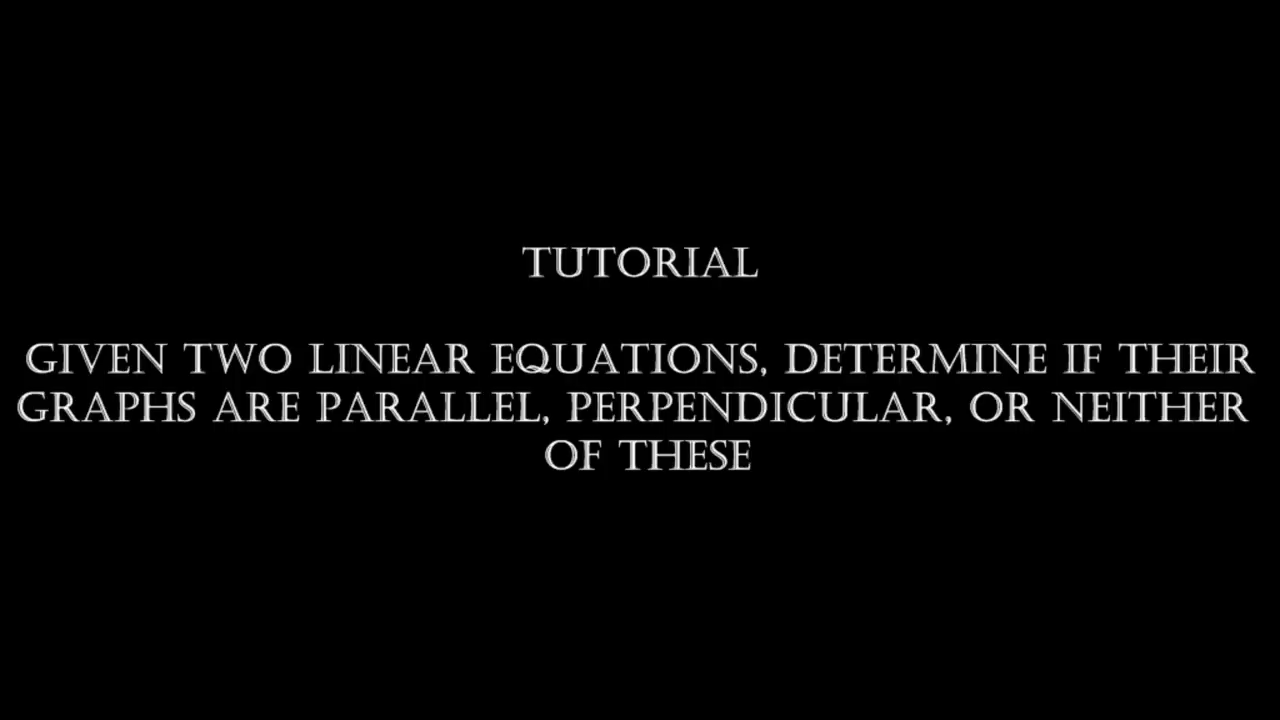 TUTORIAL
GIVEN TWO LINEAR EQUATIONS, DETERMINE IF THEIR
GRAPHS ARE PARALLEL, PERPENDICULAR, OR NEITHER
OF THESE